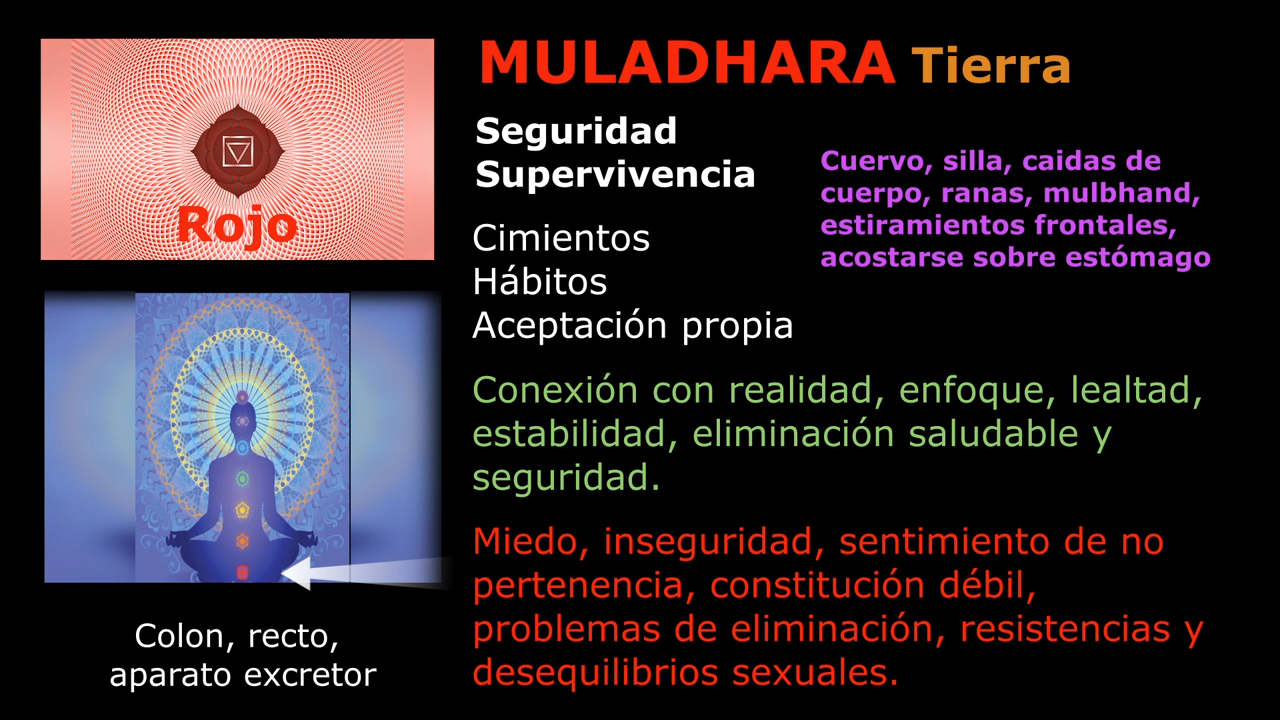 MULADHARA Tierra
Rojo
Seguridad
Supervivencia
Cuervo, silla, caidas de
cuerpo, ranas, mulbhand,
estiramientos frontales,
acostarse sobre estómago
Cimientos
Hábitos
Aceptación propia
Conexión con realidad, enfoque, lealtad,
estabilidad, eliminación saludable y
seguridad.
Miedo, inseguridad, sentimiento de no
pertenencia, constitución débil,
problemas de eliminación, resistencias y
desequilibrios sexuales.
Colon, recto,
aparato excretor